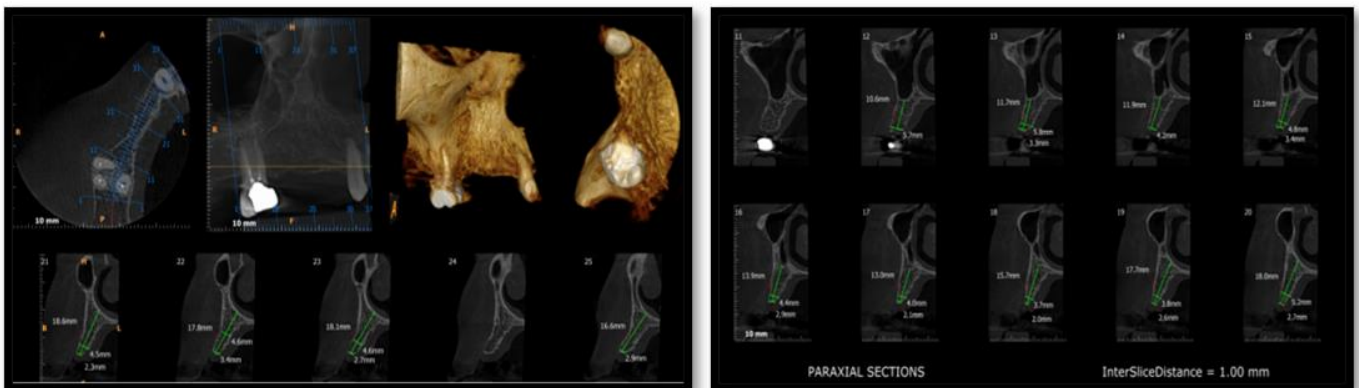 A
R
L
P
10 mm
H
R
L
F
10 mm
21
22
23
24
25
H
R
L
18.6mm
4.5mm
2.3mm
17.8mm
4.6mm
3.4mm
18.1mm
4.6mm
2.7mm
16.6mm
2.9mm
11
12
13
14
15
10.6mm
5.7mm
11.7mm
5.8mm
3.3mm
11.9mm
4.2mm
12.1mm
4.8mm
3.4mm
16
17
18
19
20
13.9mm
4.4mm
2.9mm
13.0mm
4.0mm
2.1mm
15.7mm
3.7mm
2.0mm
17.7mm
3.8mm
2.6mm
18.0mm
5.2mm
2.7mm
10 mm
PARAXIAL SECTIONS
InterSliceDistance = 1.00 mm